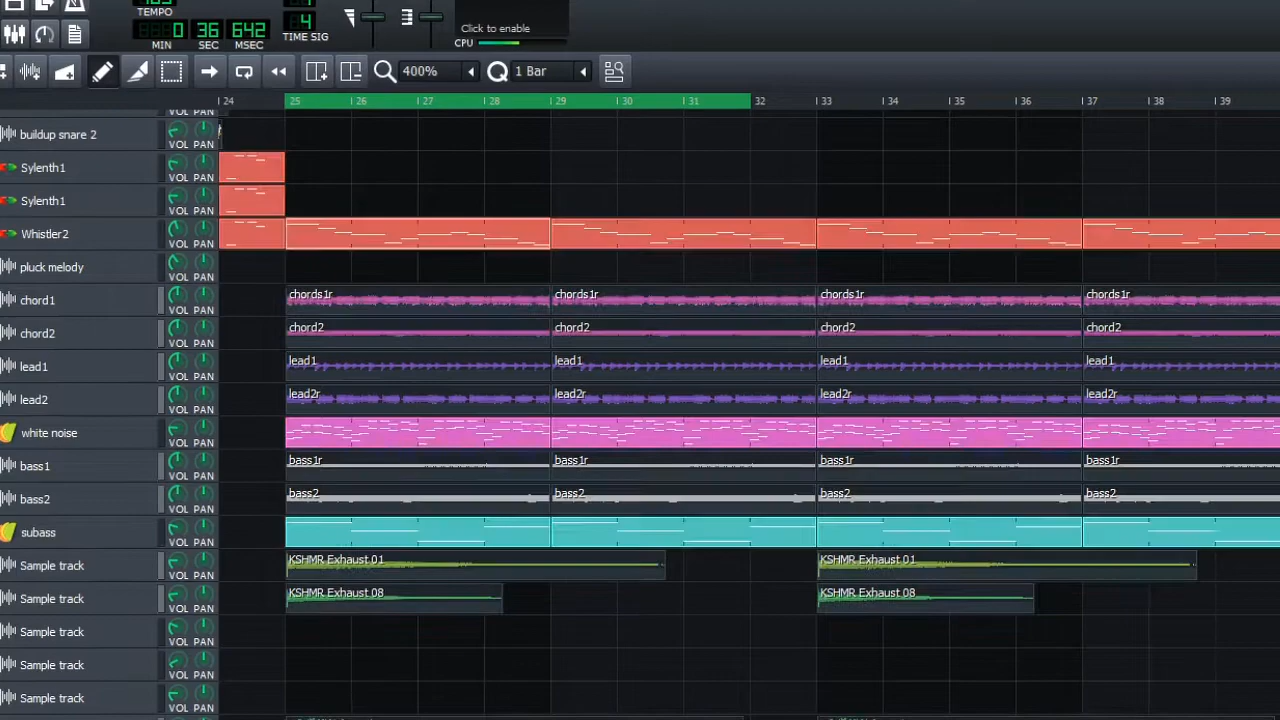 TEMPO
0 36 642
MIN SEC MSEC
4
TIME SIG
Click to enable
CPU
400%
1 Bar
24 25 26 27 28 29 30 31 32 33 34 35 36 37 38 39
VOL PAN
buildup snare 2
VOL PAN
Sylenth1
VOL PAN
Sylenth1
VOL PAN
Whistler2
VOL PAN
pluck melody
VOL PAN
chord1 chords1r chords1r chords1r chords1r
VOL PAN
chord2 chord2 chord2 chord2 chord2
VOL PAN
lead1 lead1 lead1 lead1 lead1
VOL PAN
lead2 lead2r lead2r lead2r lead2r
VOL PAN
white noise
VOL PAN
bass1 bass1r bass1r bass1r bass1r
VOL PAN
bass2 bass2 bass2 bass2 bass2
VOL PAN
subass
VOL PAN
Sample track KSHMR Exhaust 01 KSHMR Exhaust 01
VOL PAN
Sample track KSHMR Exhaust 08 KSHMR Exhaust 08
VOL PAN
Sample track
VOL PAN
Sample track
VOL PAN
Sample track
VOL PAN